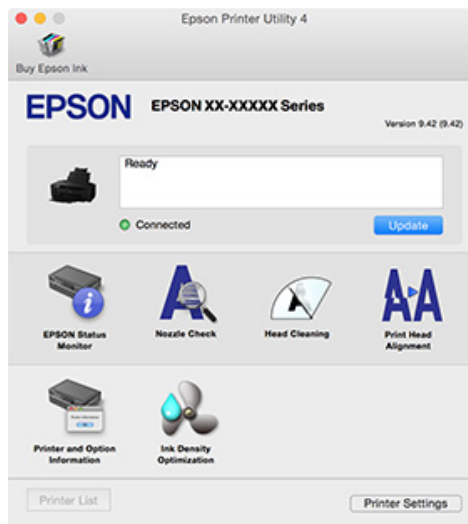 Epson Printer Utility 4
Buy Epson Ink
EPSON
EPSON XX-XXXXX Series
Version 9.42 (9.42)
Ready
Connected
Update
EPSON Status
Monitor
Nozzle Check
Head Cleaning
Print Head
Alignment
Printer and Option
Information
Ink Density
Optimization
Printer List
Printer Settings